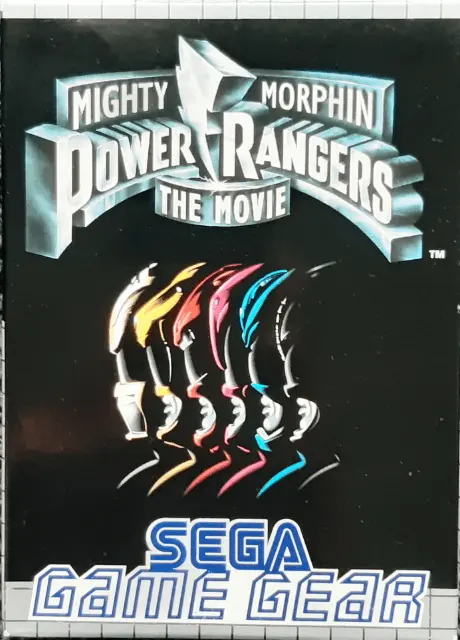 MIGHTY MORPHIN
POWER RANGERS
THE MOVIE
TM
SEGA
GAME GEAR